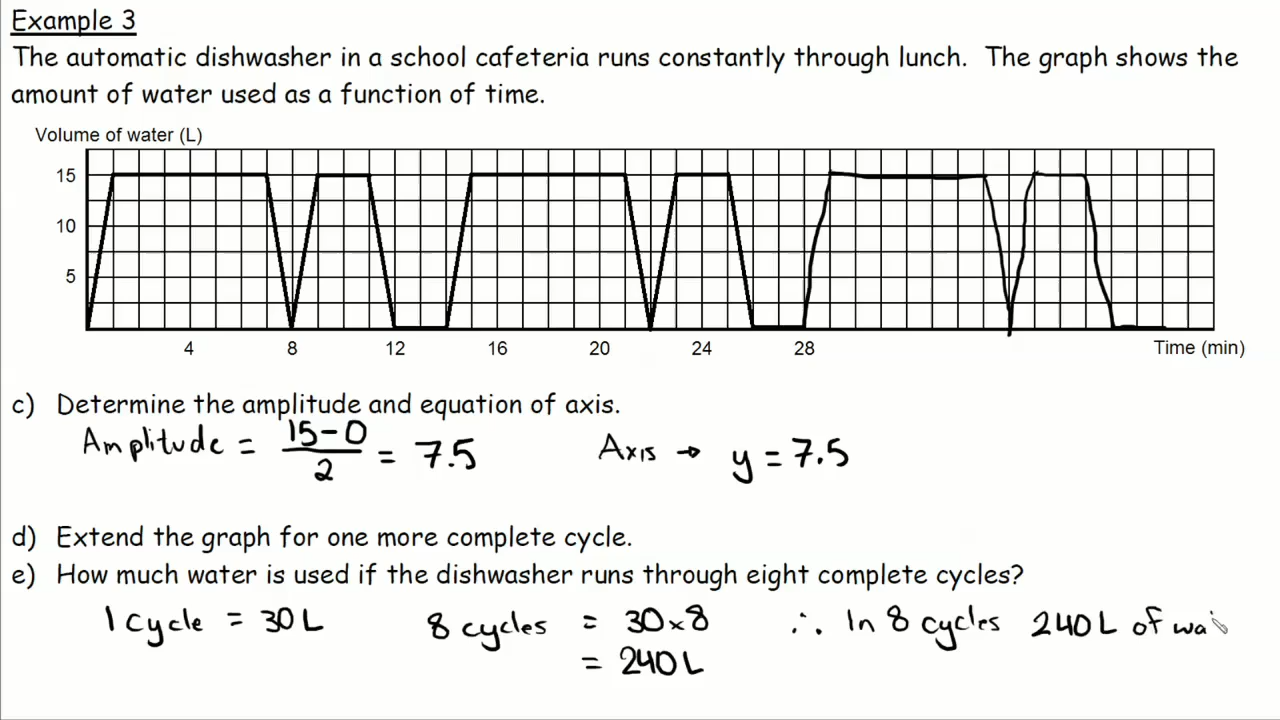 Example 3
The automatic dishwasher in a school cafeteria runs constantly through lunch. The graph shows the
amount of water used as a function of time.
Volume of water (L)
15
10
5
4 8 12 16 20 24 28 Time (min)
c) Determine the amplitude and equation of axis.
Amplitude = 15-0/2 = 7.5 Axis → y = 7.5
d) Extend the graph for one more complete cycle.
e) How much water is used if the dishwasher runs through eight complete cycles?
1 cycle = 30L 8 cycles = 30×8 ∴ In 8 cycles 240L of wa
= 240L